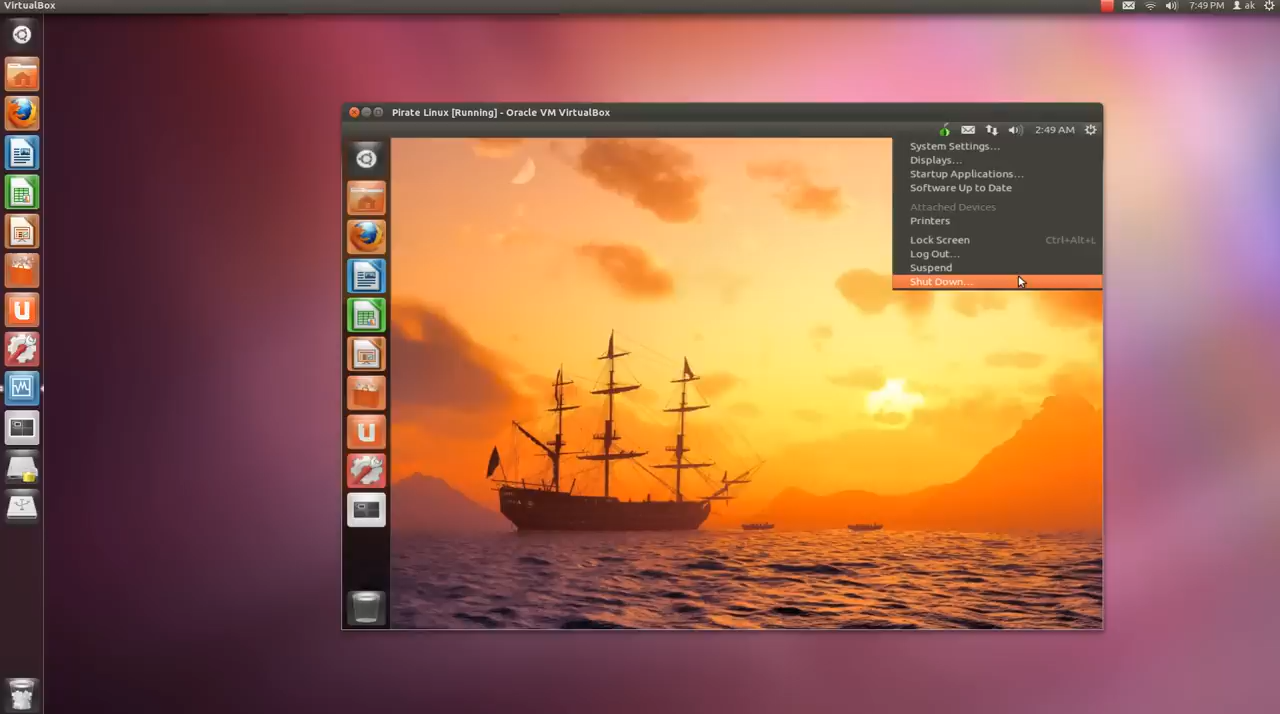 VirtualBox
7:49 PM ak
Pirate Linux [Running] - Oracle VM VirtualBox
2:49 AM
System Settings...
Displays...
Startup Applications...
Software Up to Date
Attached Devices
Printers
Lock Screen Ctrl+Alt+L
Log Out...
Suspend
Shut Down...